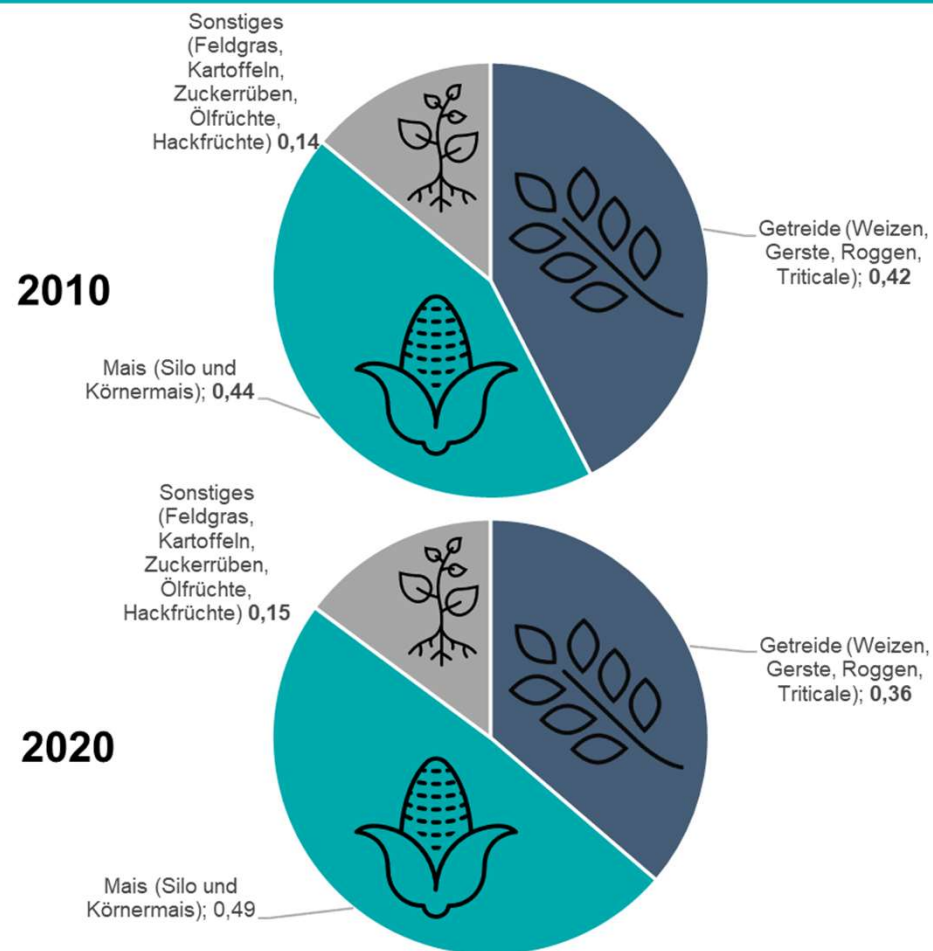 Sonstiges
(Feldgras,
Kartoffeln,
Zuckerrüben,
Ölfrüchte,
Hackfrüchte) 0,14
Getreide (Weizen,
Gerste, Roggen,
Triticale); 0,42
2010
Mais (Silo und
Körnermais); 0,44
Sonstiges
(Feldgras,
Kartoffeln,
Zuckerrüben,
Ölfrüchte,
Hackfrüchte) 0,15
Getreide (Weizen,
Gerste, Roggen,
Triticale); 0,36
2020
Mais (Silo und
Körnermais); 0,49